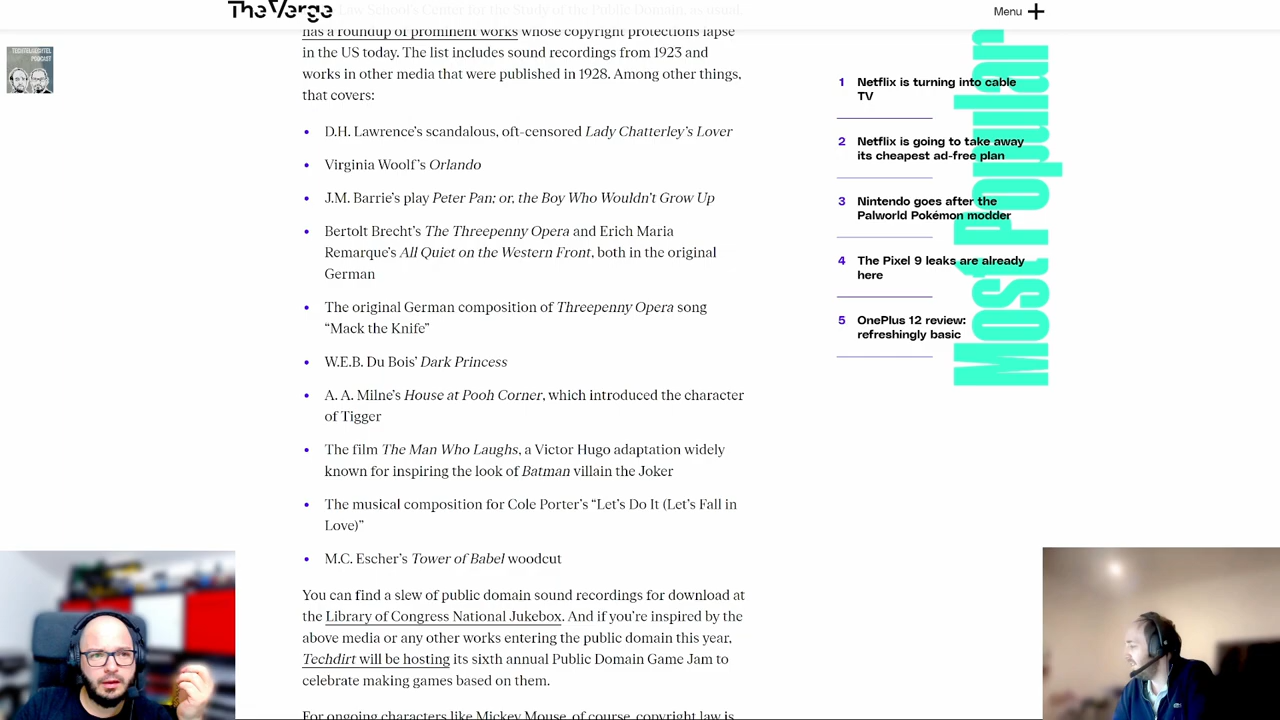 The Verge
Menu
TECHTELMECHTEL
PODCAST
Law School's Center for the Study of the Public Domain, as usual,
has a roundup of prominent works whose copyright protections lapse
in the US today. The list includes sound recordings from 1923 and
works in other media that were published in 1928. Among other things,
that covers:
• D.H. Lawrence’s scandalous, oft-censored Lady Chatterley’s Lover
• Virginia Woolf’s Orlando
• J.M. Barrie’s play Peter Pan; or, the Boy Who Wouldn’t Grow Up
• Bertolt Brecht’s The Threepenny Opera and Erich Maria
Remarque’s All Quiet on the Western Front, both in the original
German
• The original German composition of Threepenny Opera song
“Mack the Knife”
• W.E.B. Du Bois’ Dark Princess
• A. A. Milne’s House at Pooh Corner, which introduced the character
of Tigger
• The film The Man Who Laughs, a Victor Hugo adaptation widely
known for inspiring the look of Batman villain the Joker
• The musical composition for Cole Porter’s “Let’s Do It (Let’s Fall in
Love)”
• M.C. Escher’s Tower of Babel woodcut
You can find a slew of public domain sound recordings for download at
the Library of Congress National Jukebox. And if you’re inspired by the
above media or any other works entering the public domain this year,
Techdirt will be hosting its sixth annual Public Domain Game Jam to
celebrate making games based on them.
For ongoing characters like Mickey Mouse, of course, copyright law is
Most Popular
1 Netflix is turning into cable
TV
2 Netflix is going to take away
its cheapest ad-free plan
3 Nintendo goes after the
Palworld Pokémon modder
4 The Pixel 9 leaks are already
here
5 OnePlus 12 review:
refreshingly basic